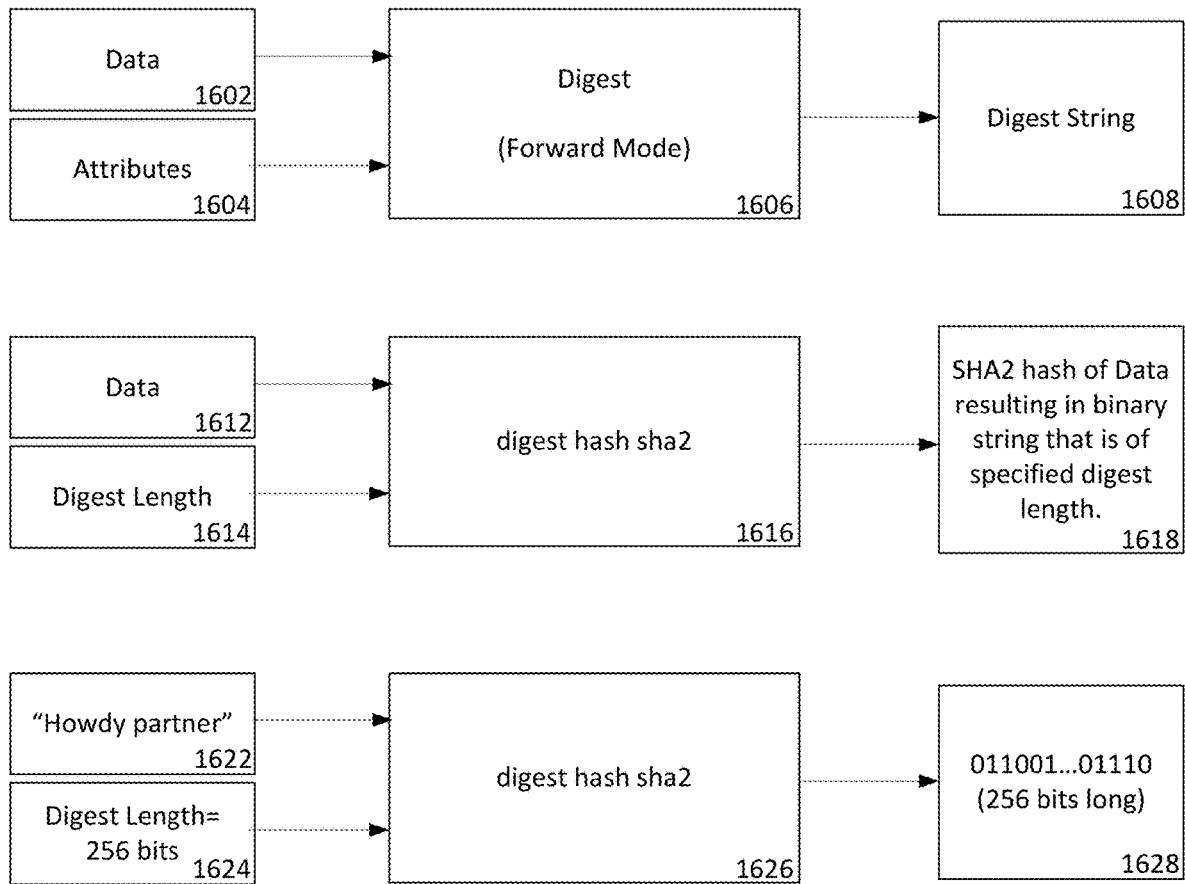 Data
1602
Attributes
1604
Digest
(Forward Mode)
1606
Digest String
1608
Data
1612
Digest Length
1614
digest hash sha2
1616
SHA2 hash of Data
resulting in binary
string that is of
specified digest
length.
1618
“Howdy partner”
1622
Digest Length=
256 bits
1624
digest hash sha2
1626
011001...01110
(256 bits long)
1628